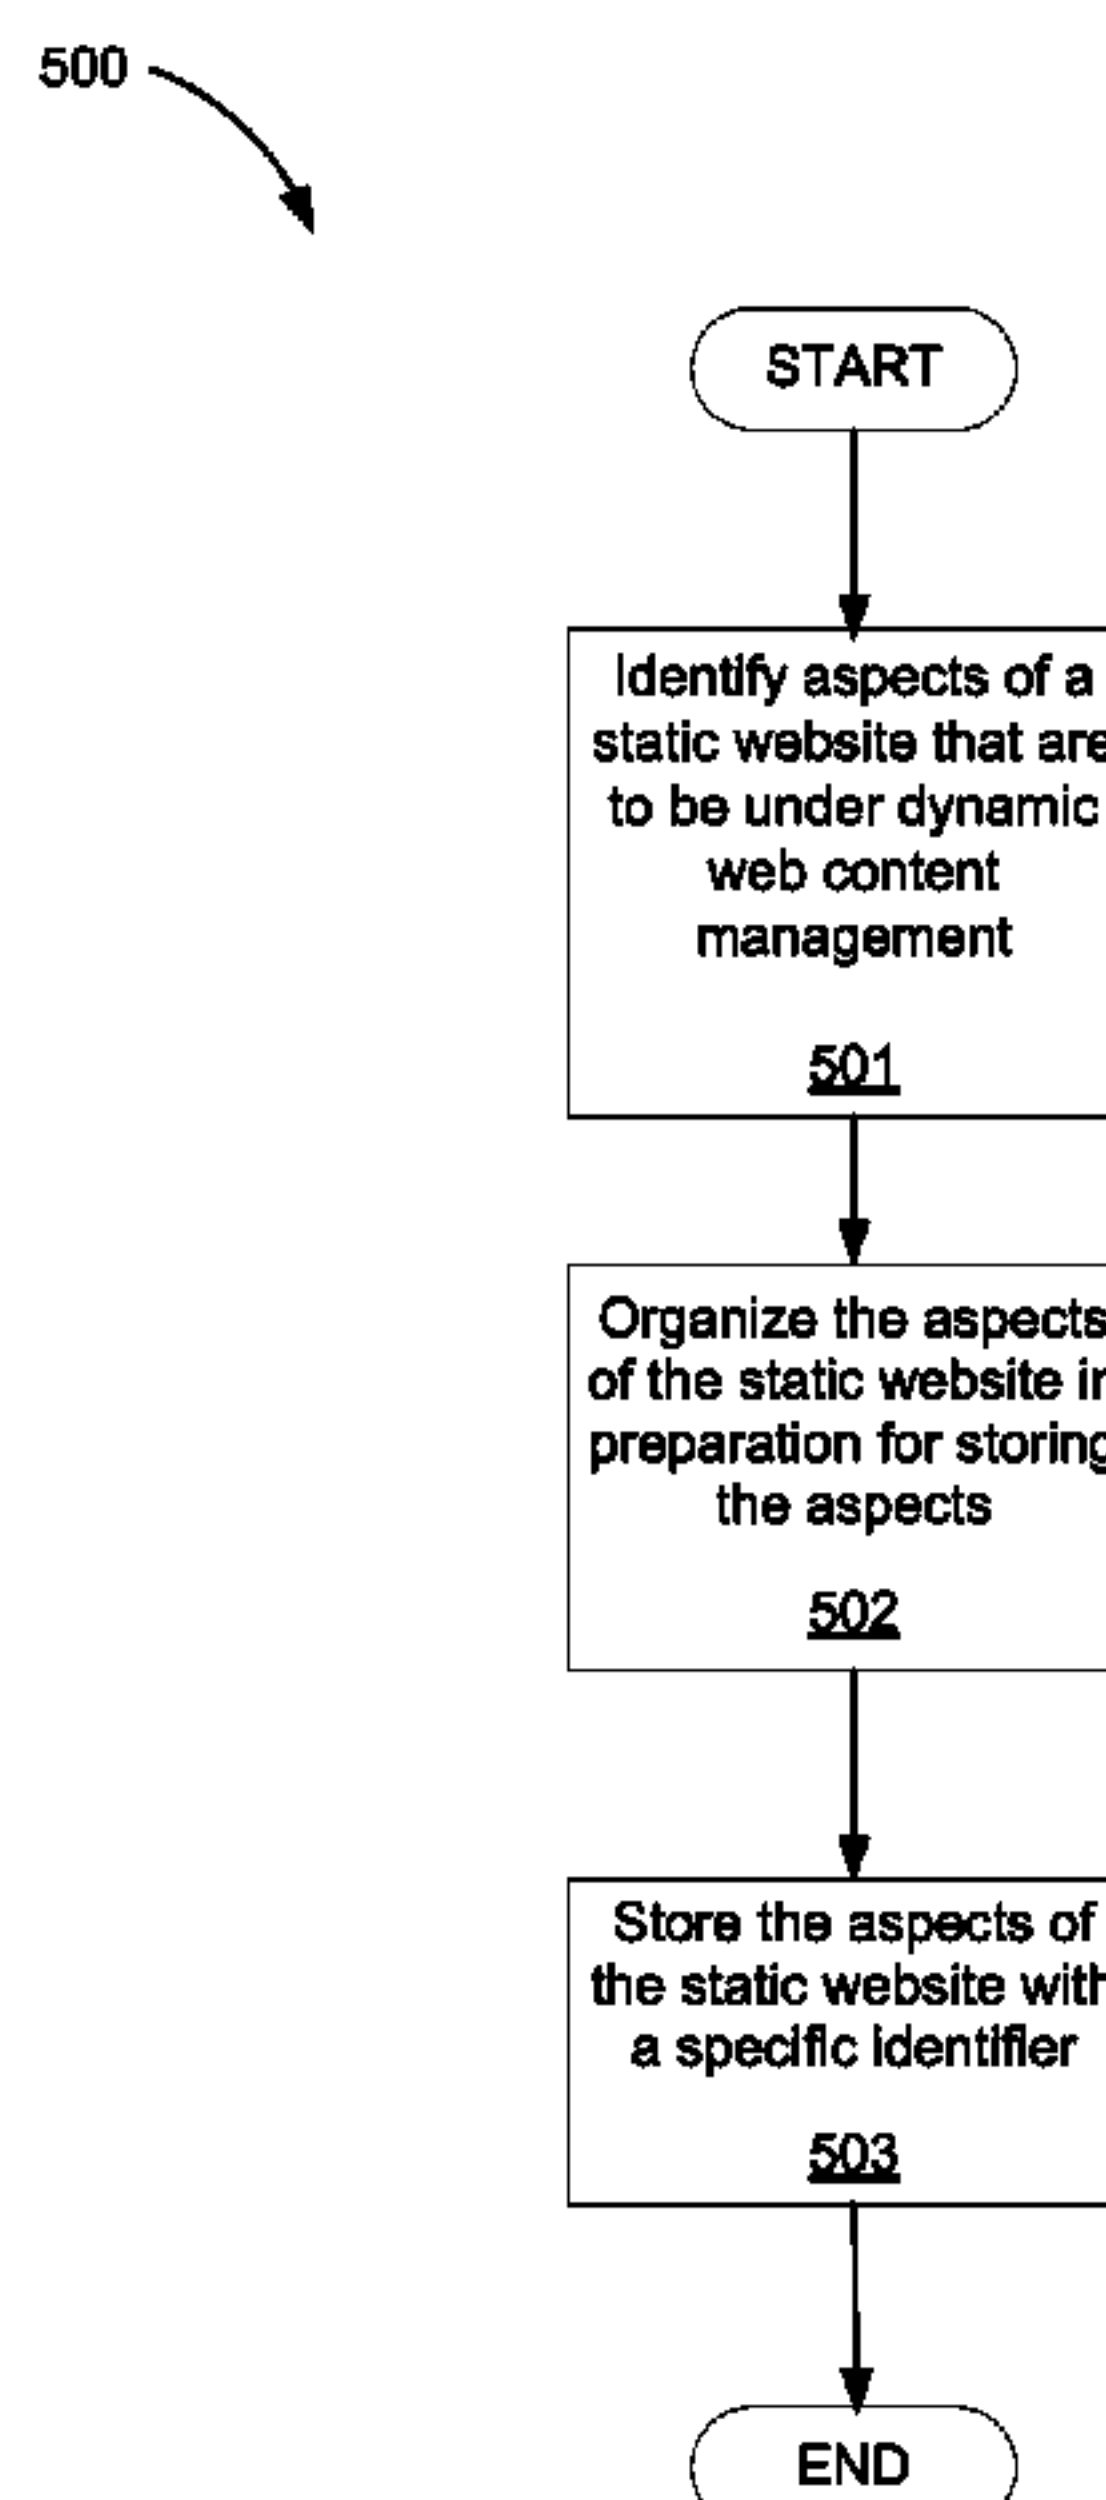 500
START
Identify aspects of a
static website that are
to be under dynamic
web content
management
501
Organize the aspects
of the static website in
preparation for storing
the aspects
502
Store the aspects of
the static website with
a specific identifier
503
END